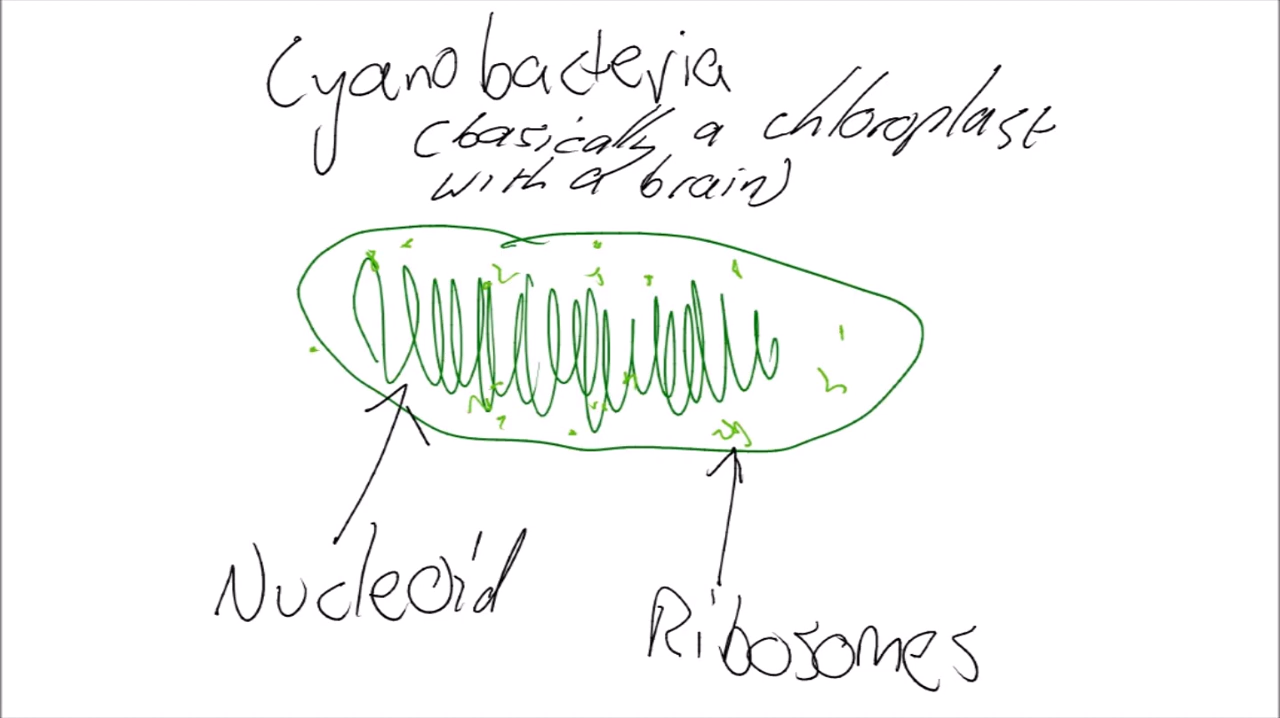 Cyanobacteria
(basically a chloroplast
with a brain)
Nucleoid
Ribosomes